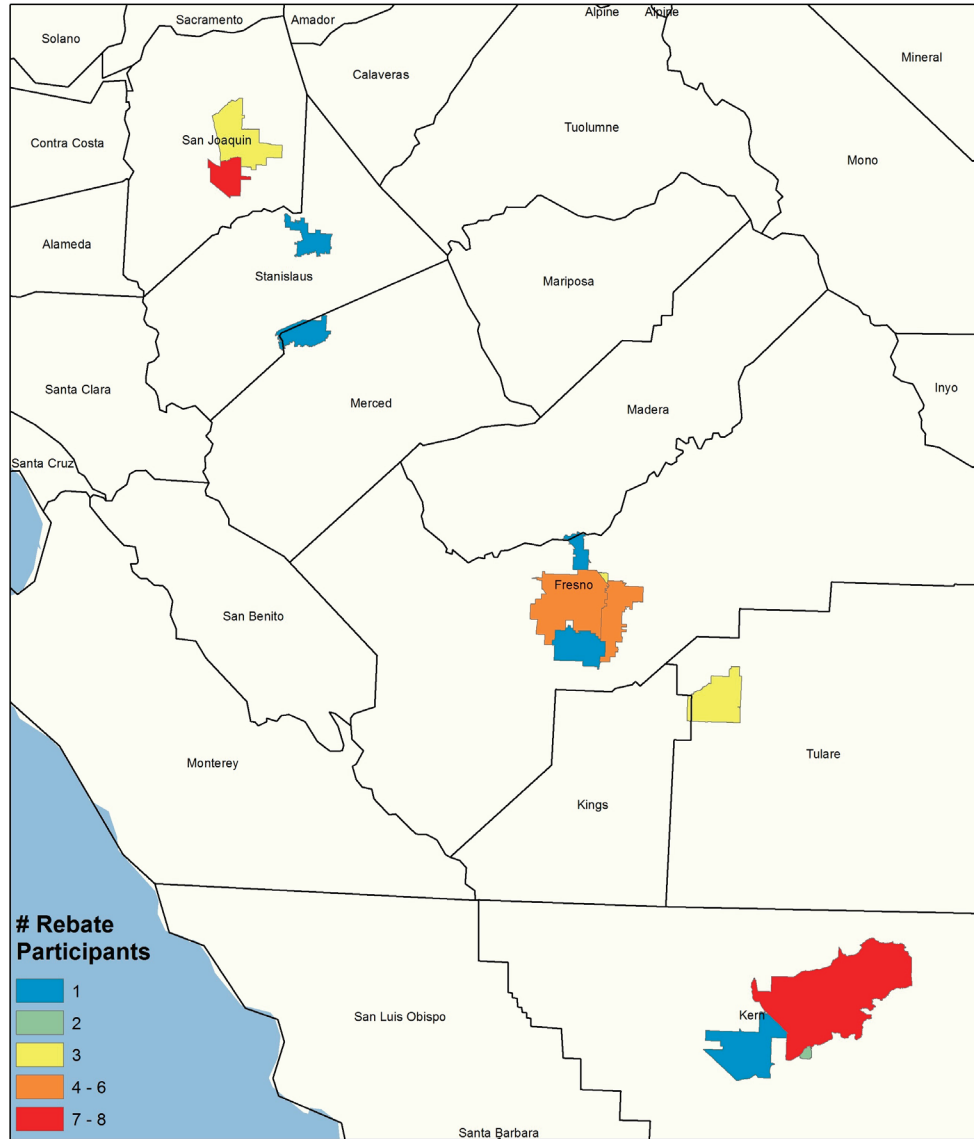 Sacramento
Amador
Alpine
Alpine
Solano
Mineral
Calaveras
Tuolumne
Contra Costa
San Joaquin
Mono
Alameda
Stanislaus
Mariposa
Santa Clara
Inyo
Merced
Madera
Santa Cruz
Fresno
San Benito
Tulare
Monterey
Kings
# Rebate
Participants
1
2
3
4 - 6
7 - 8
San Luis Obispo
Kern
Santa Barbara